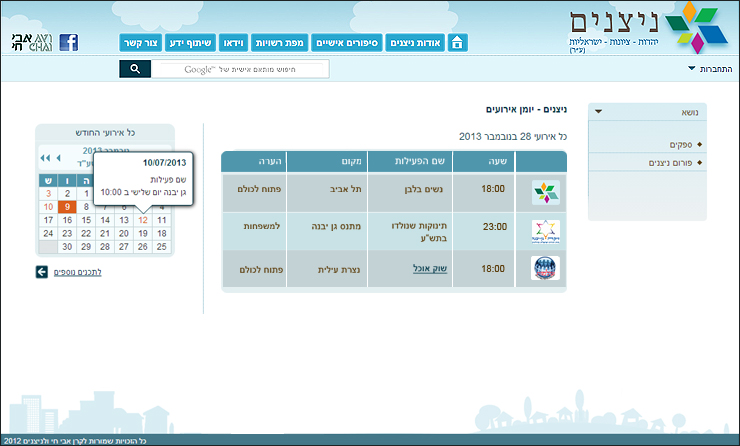 ניצנים
יהדות - ציונות - ישראליות
(ע״ר)
אודות ניצנים
סיפורים אישיים
מפת רשויות
וידאו
שיתוף ידע
צור קשר
f
אבי חי AVI CHAI
התחברות
חיפוש מותאם אישית של Google™
נושא
ספקים
פורום ניצנים
ניצנים - יומן אירועים
כל אירועי 28 בנובמבר 2013
שעה שם הפעילות מקום הערה
18:00 נשים בלבן תל אביב פתוח לכולם
23:00 תינוקות שנולדו בתש"ע מתנס גן יבנה למשפחות
18:00 שוק אוכל נצרת עילית פתוח לכולם
כל אירועי החודש
נובמבר 2013
10/07/2013
שם פעילות
גן יבנה יום שלישי ב 10:00
ה ו ש
1 2 3
8 9 10
11 12 13 14 15 16 17
18 19 20 21 22 23 24
25 26 27 28 29 30
לתכנים נוספים
כל הזכויות שמורות לקרן אבי חי ולניצנים 2012